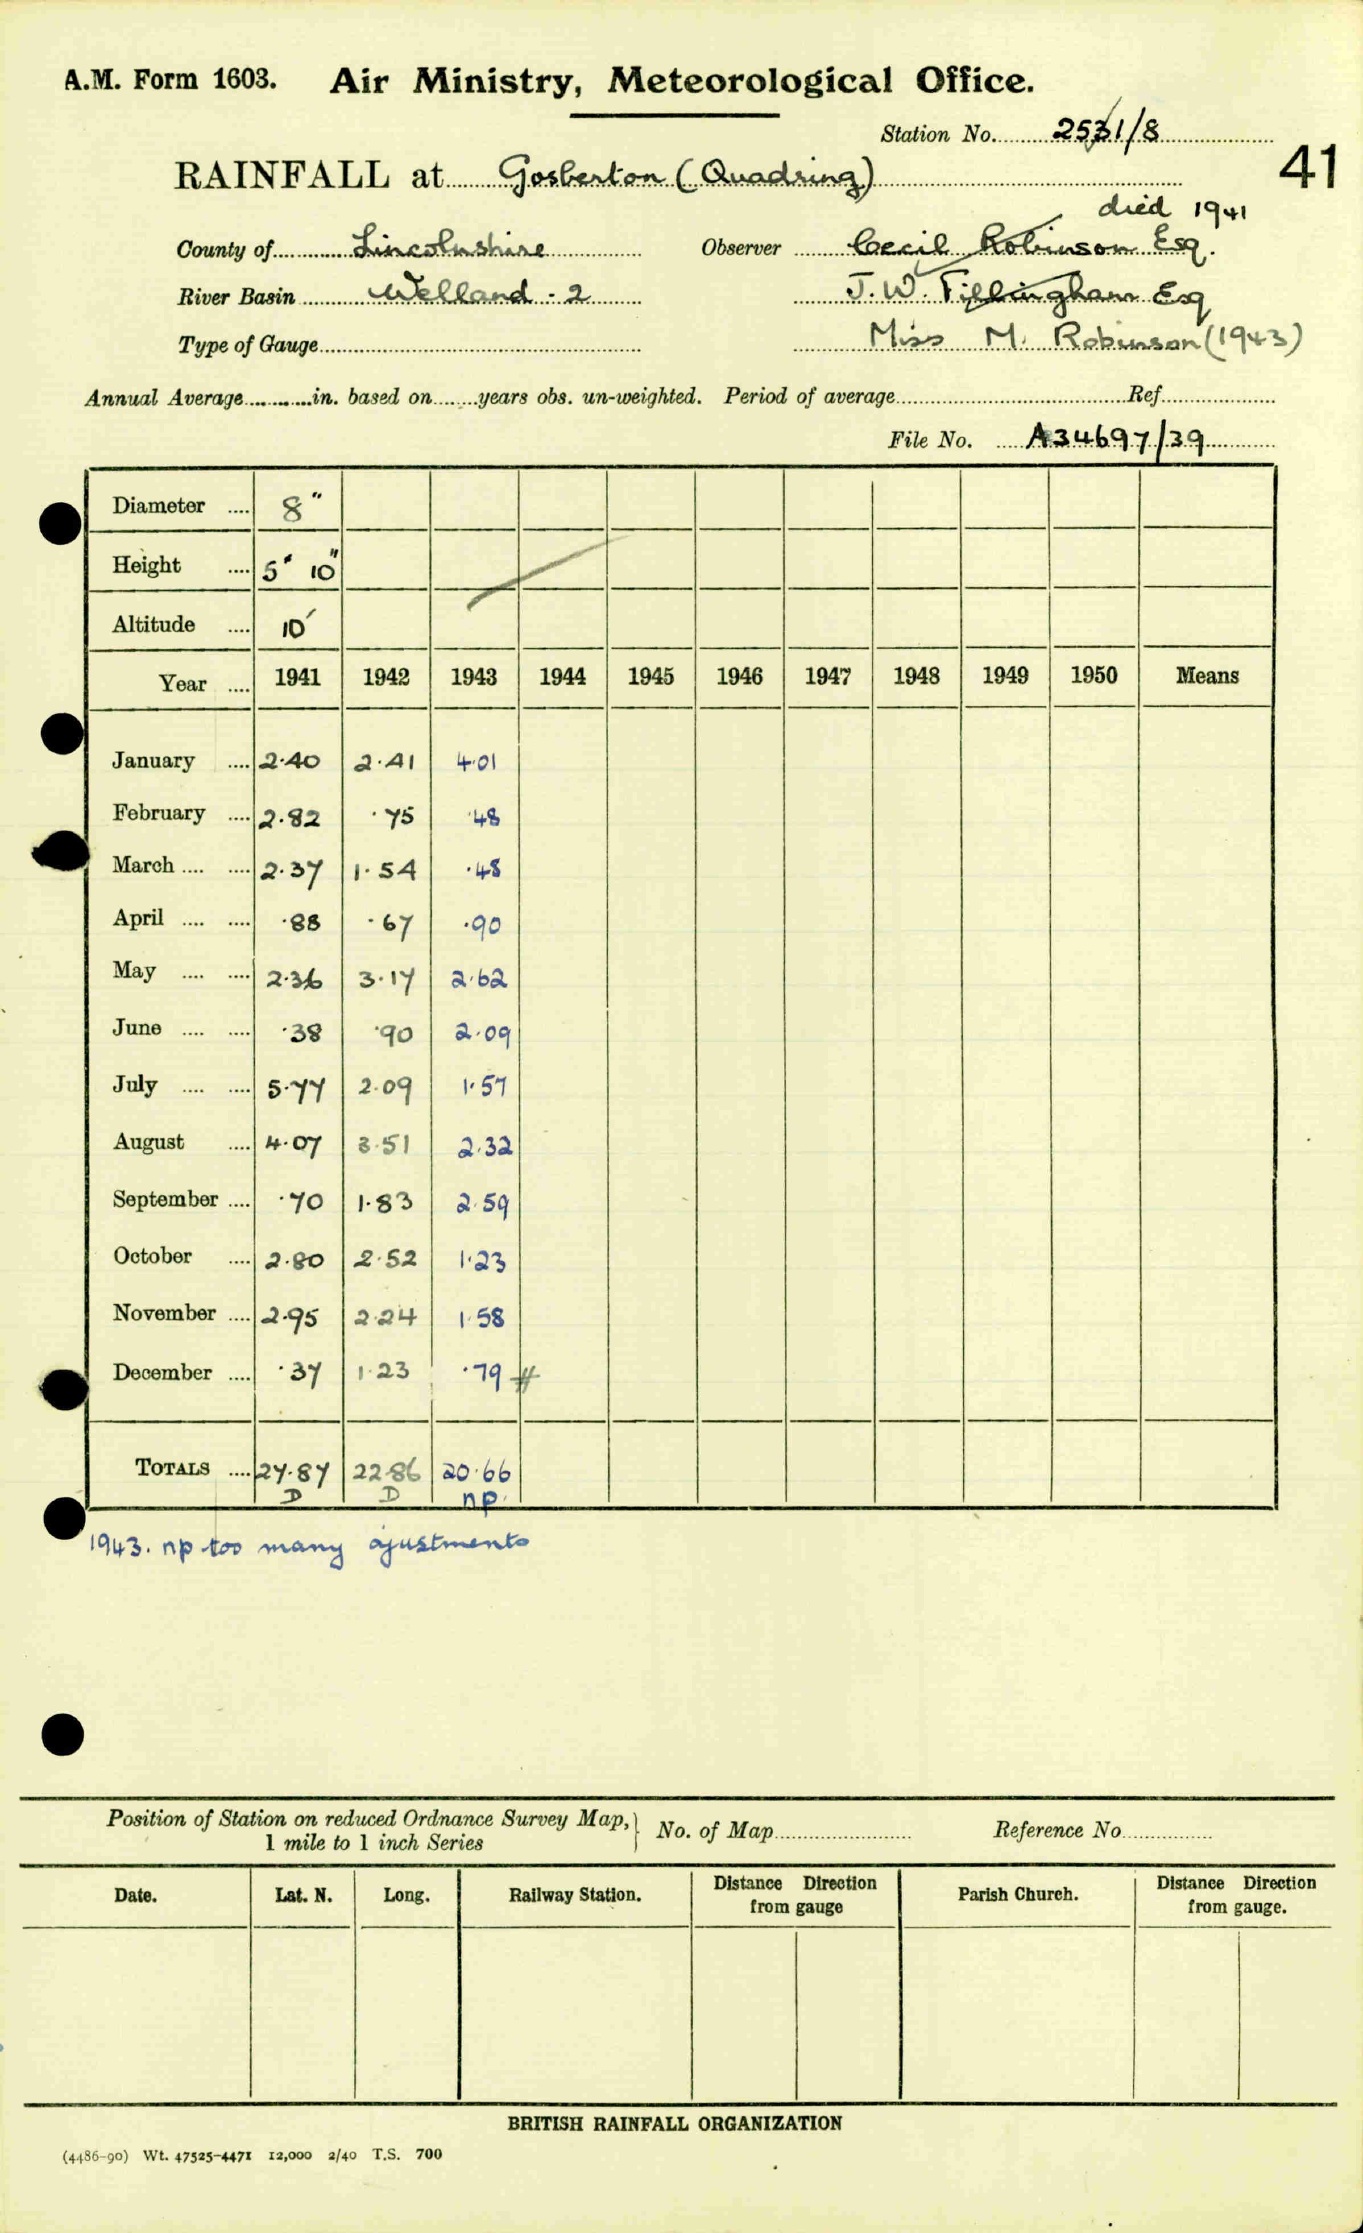 A.M. Form 1603. Air Ministry, Meteorological Office.
Station No. 2531/8
41
RAINFALL at Gosberton (Quadring)
died 1941
County of Lincolnshire Observer Cecil Robinson Esq.
River Basin Welland - 2 J. W. Fillingham Esq
Type of Gauge Miss M. Robinson (1943)
Annual Average in. based on years obs. un-weighted. Period of average Ref
File No. A34697/39
Diameter 8"
Height 5' 10"
Altitude 10'
Year 1941 1942 1943 1944 1945 1946 1947 1948 1949 1950 Means
January 2.40 2.41 4.01
February 2.82 .75 .48
March 2.37 1.54 .48
April .88 .67 .90
May 2.36 3.17 2.62
June .38 .90 2.09
July 5.77 2.09 1.57
August 4.07 3.51 2.32
September .70 1.83 2.59
October 2.80 2.52 1.23
November 2.95 2.24 1.58
December .37 1.23 .79 #
TOTALS 27.87 22.86 20.66
D D np.
1943. np too many ajustments
Position of Station on reduced Ordnance Survey Map, 1 mile to 1 inch Series No. of Map Reference No
Date. Lat. N. Long. Railway Station. Distance Direction from gauge Parish Church. Distance Direction from gauge.
BRITISH RAINFALL ORGANIZATION
(4486-90) Wt. 47525-4471 12,000 2/40 T.S. 700